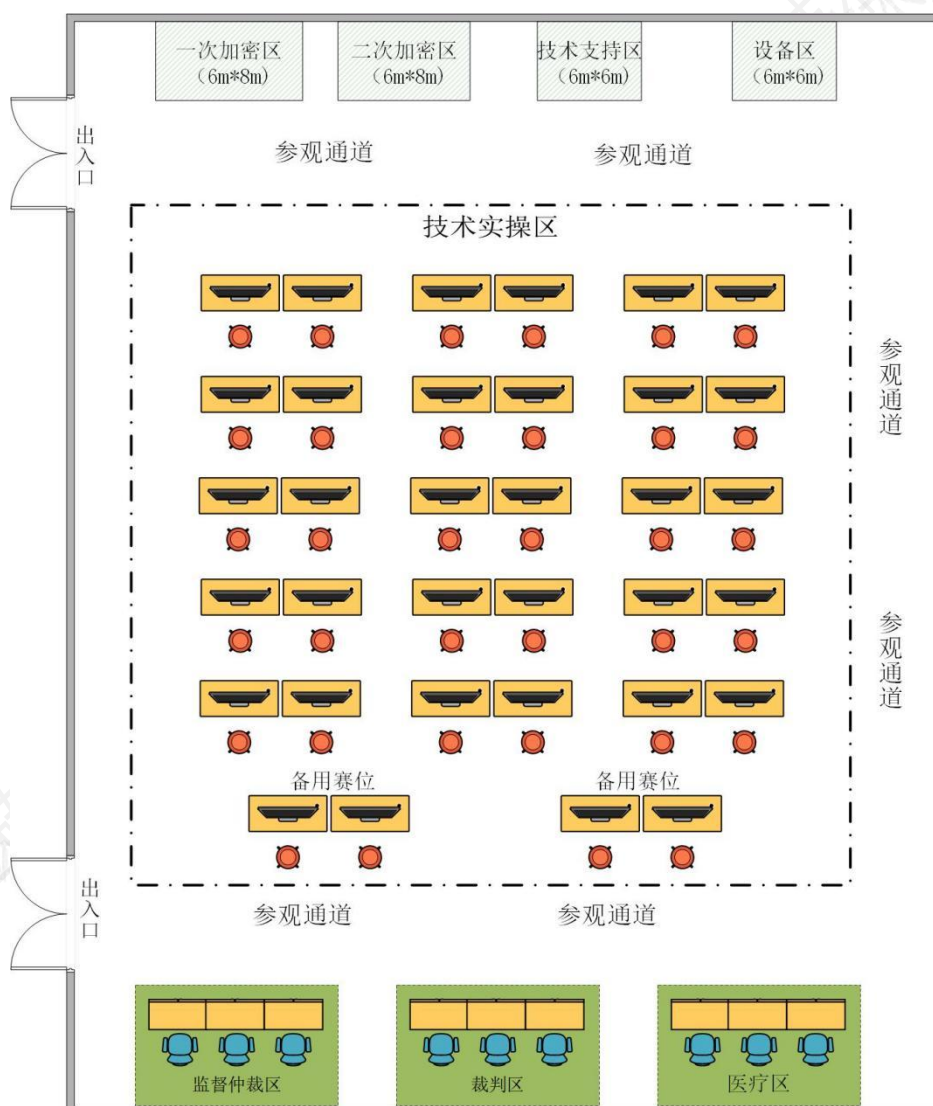 一次加密区
（6m*8m）
二次加密区
（6m*8m）
技术支持区
（6m*6m）
设备区
（6m*6m）
出入口
参观通道
参观通道
技术实操区
参观通道
参观通道
备用赛位
备用赛位
出入口
参观通道
参观通道
监督仲裁区
裁判区
医疗区